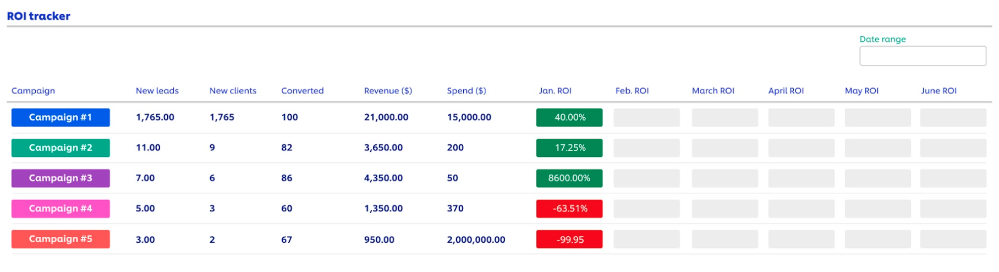 ROI tracker
Date range
Campaign New leads New clients Converted Revenue ($) Spend ($) Jan. ROI Feb. ROI March ROI April ROI May ROI June ROI
Campaign #1 1,765.00 1,765 100 21,000.00 15,000.00 40.00%
Campaign #2 11.00 9 82 3,650.00 200 17.25%
Campaign #3 7.00 6 86 4,350.00 50 8600.00%
Campaign #4 5.00 3 60 1,350.00 370 -63.51%
Campaign #5 3.00 2 67 950.00 2,000,000.00 -99.95